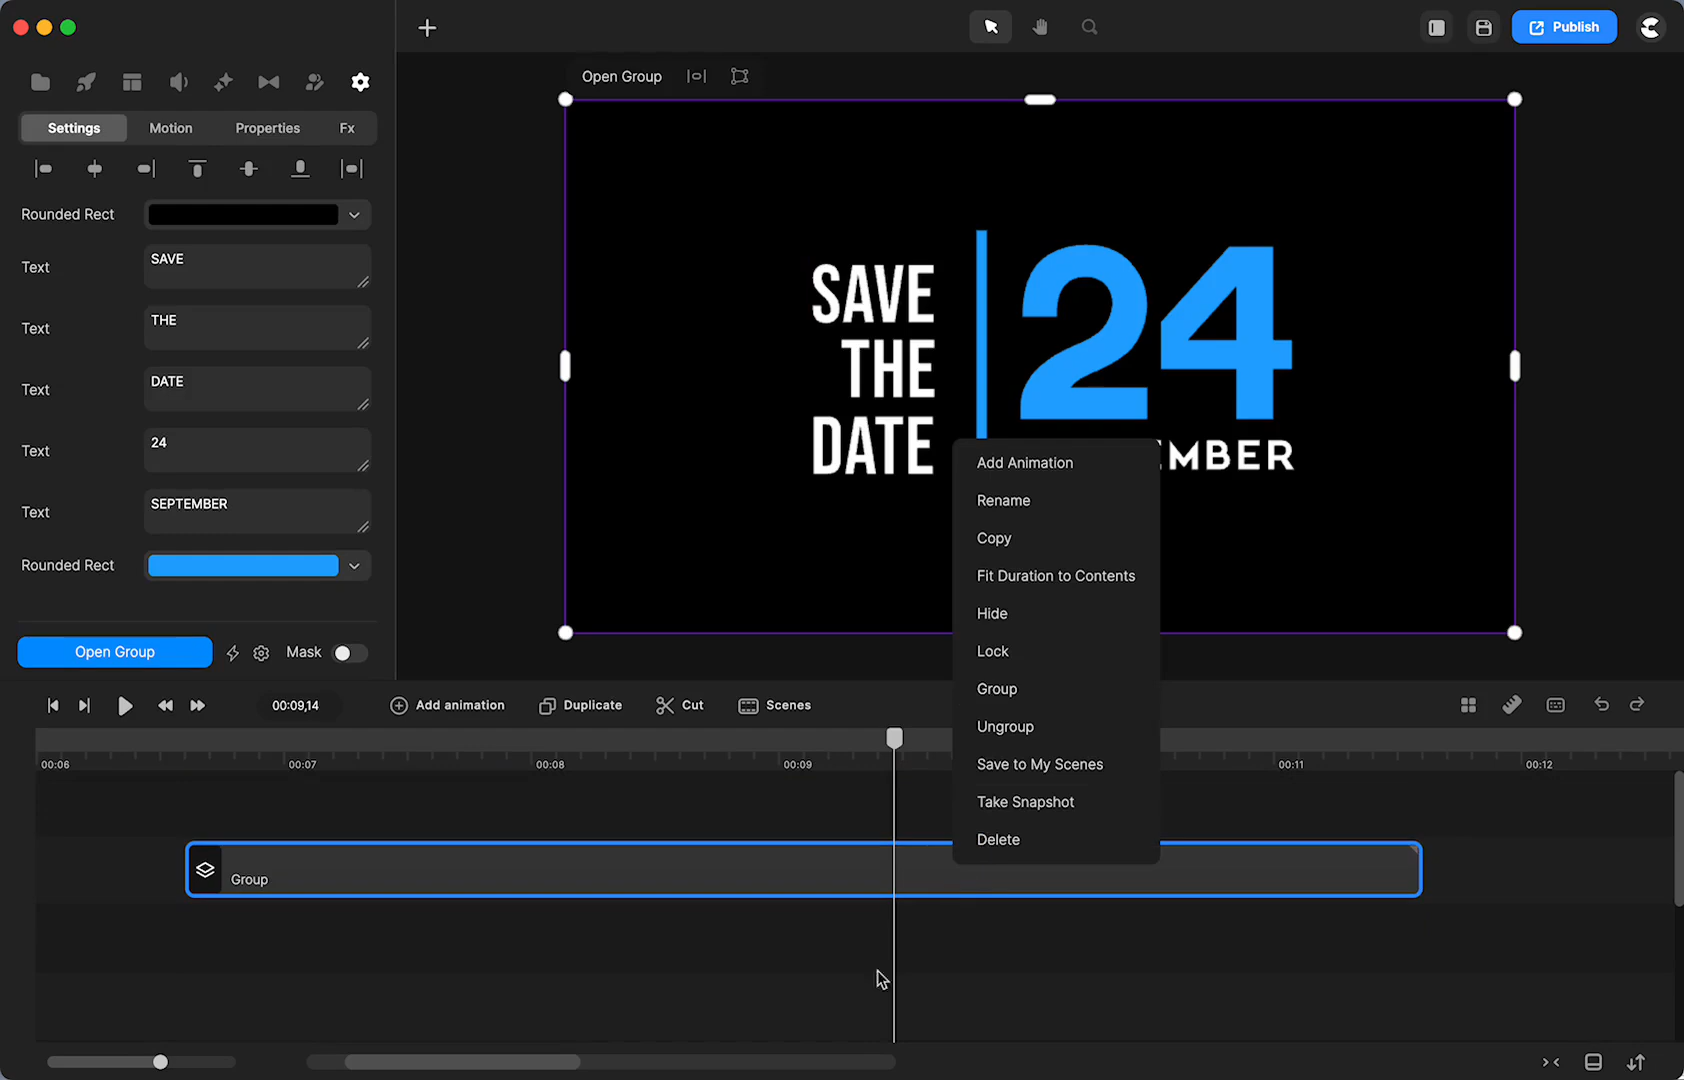 Publish
Open Group
Settings
Motion
Properties
Fx
Rounded Rect
Text
SAVE
Text
THE
Text
DATE
Text
24
Text
SEPTEMBER
Rounded Rect
Open Group
Mask
SAVE
THE
DATE
24
EMBER
Add Animation
Rename
Copy
Fit Duration to Contents
Hide
Lock
Group
Ungroup
Save to My Scenes
Take Snapshot
Delete
00:09,14
Add animation
Duplicate
Cut
Scenes
00:06
00:07
00:08
00:09
00:11
00:12
Group